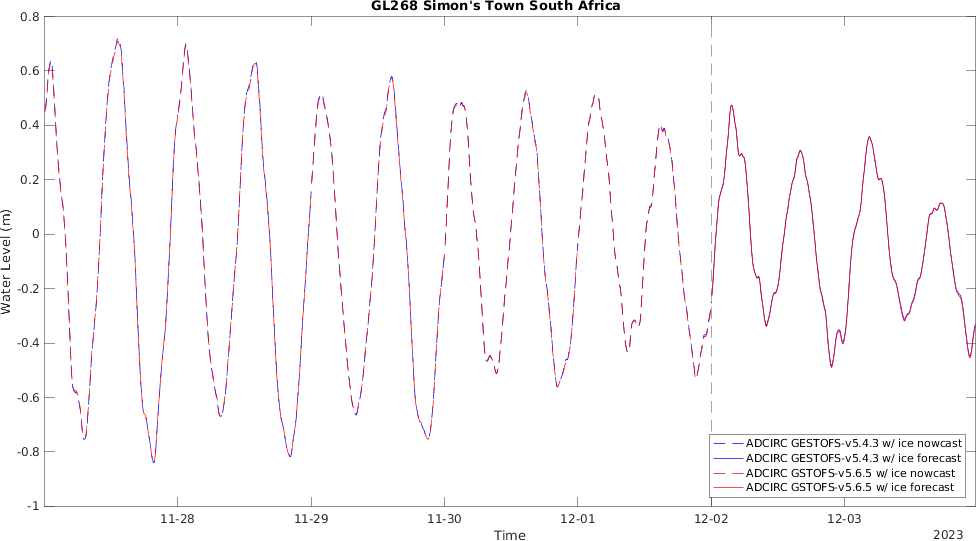 GL268 Simon's Town South Africa
0.8
0.6
0.4
0.2
0
-0.2
-0.4
-0.6
-0.8
-1
Water Level (m)
11-28 11-29 11-30 12-01 12-02 12-03
Time
2023
ADCIRC GESTOFS-v5.4.3 w/ ice nowcast
ADCIRC GESTOFS-v5.4.3 w/ ice forecast
ADCIRC GSTOFS-v5.6.5 w/ ice nowcast
ADCIRC GSTOFS-v5.6.5 w/ ice forecast